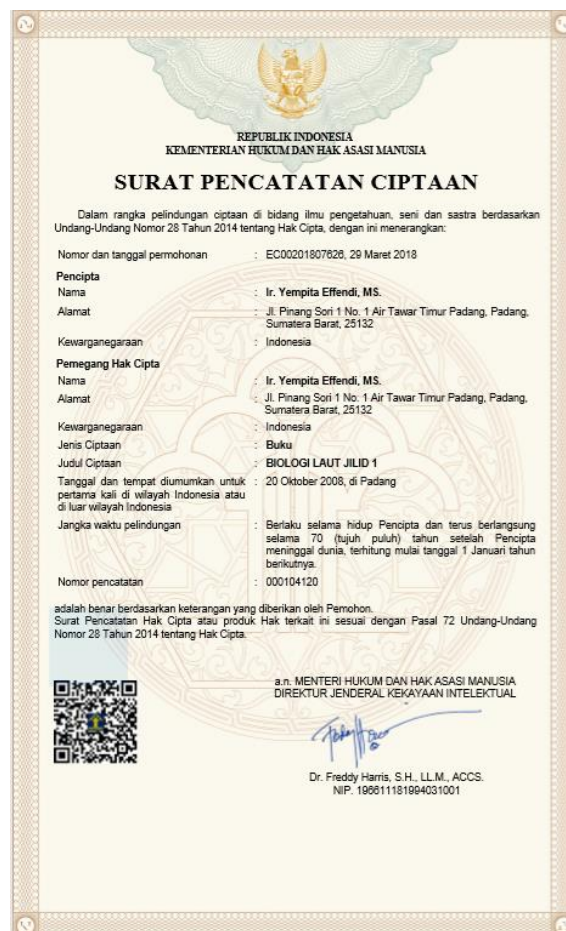 REPUBLIK INDONESIA
KEMENTERIAN HUKUM DAN HAK ASASI MANUSIA
SURAT PENCATATAN CIPTAAN
Dalam rangka pelindungan ciptaan di bidang ilmu pengetahuan, seni dan sastra berdasarkan
Undang-Undang Nomor 28 Tahun 2014 tentang Hak Cipta, dengan ini menerangkan:
Nomor dan tanggal permohonan : EC00201807626, 29 Maret 2018
Pencipta
Nama : Ir. Yempita Effendi, MS.
Alamat : Jl. Pinang Sori 1 No. 1 Air Tawar Timur Padang, Padang,
Sumatera Barat, 25132
Kewarganegaraan : Indonesia
Pemegang Hak Cipta
Nama : Ir. Yempita Effendi, MS.
Alamat : Jl. Pinang Sori 1 No. 1 Air Tawar Timur Padang, Padang,
Sumatera Barat, 25132
Kewarganegaraan : Indonesia
Jenis Ciptaan : Buku
Judul Ciptaan : BIOLOGI LAUT JILID 1
Tanggal dan tempat diumumkan untuk : 20 Oktober 2008, di Padang
pertama kali di wilayah Indonesia atau
di luar wilayah Indonesia
Jangka waktu pelindungan : Berlaku selama hidup Pencipta dan terus berlangsung
selama 70 (tujuh puluh) tahun setelah Pencipta
meninggal dunia, terhitung mulai tanggal 1 Januari tahun
berikutnya.
Nomor pencatatan : 000104120
adalah benar berdasarkan keterangan yang diberikan oleh Pemohon.
Surat Pencatatan Hak Cipta atau produk Hak terkait ini sesuai dengan Pasal 72 Undang-Undang
Nomor 28 Tahun 2014 tentang Hak Cipta.
a.n. MENTERI HUKUM DAN HAK ASASI MANUSIA
DIREKTUR JENDERAL KEKAYAAN INTELEKTUAL
Dr. Freddy Harris, S.H., LL.M., ACCS.
NIP. 196611181994031001